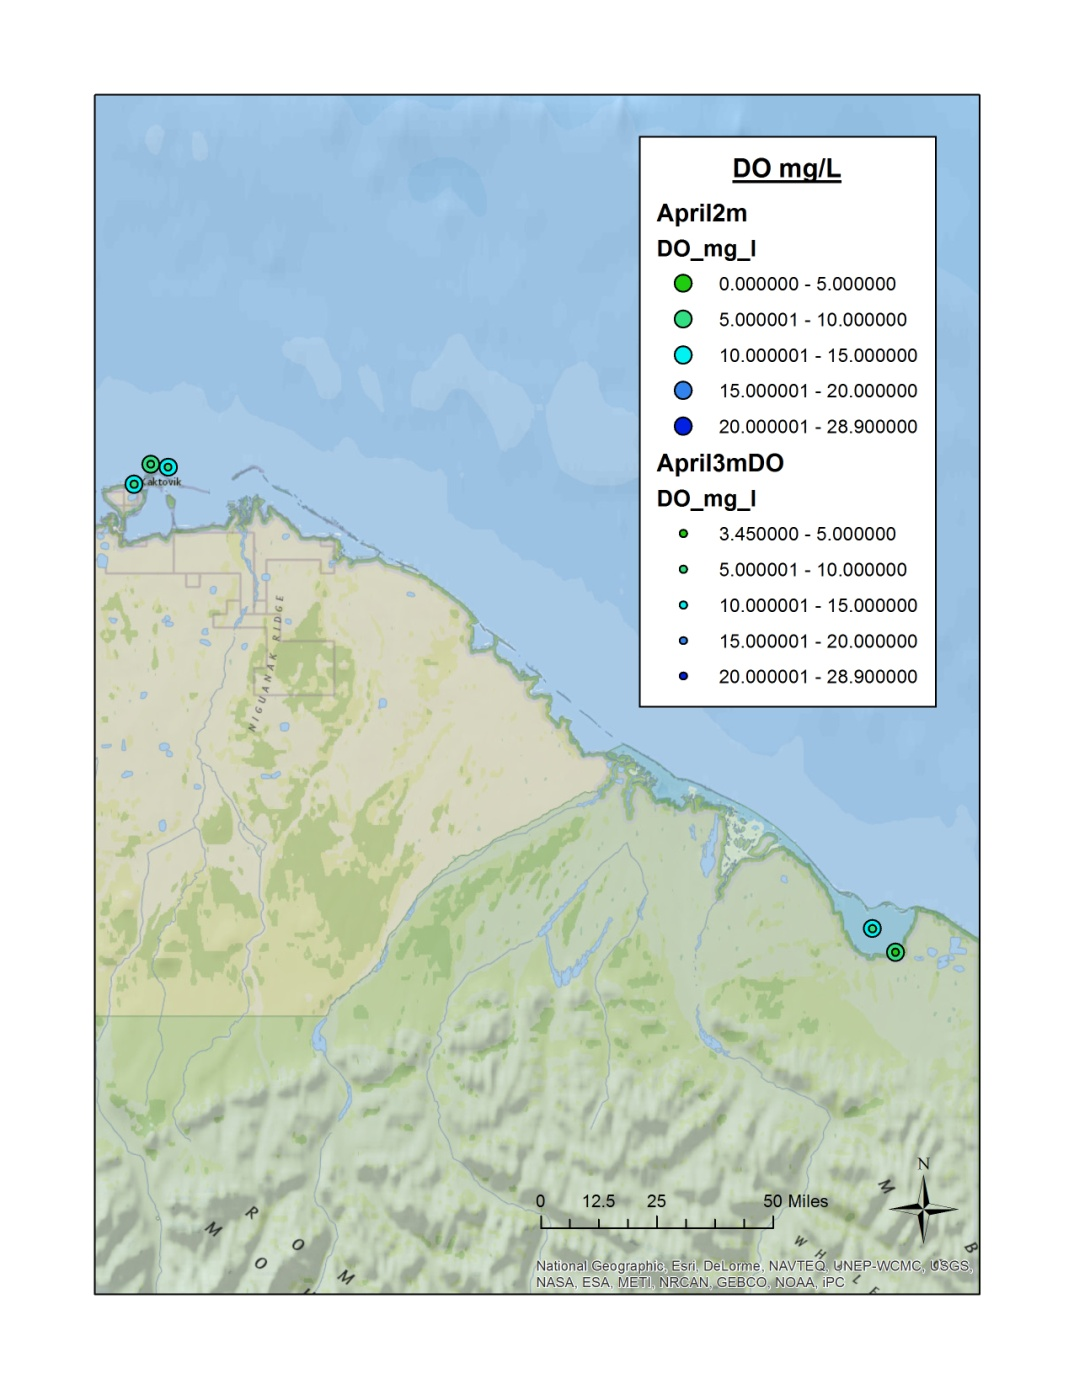 DO mg/L
April2m
DO_mg_l
0.000000 - 5.000000
5.000001 - 10.000000
10.000001 - 15.000000
15.000001 - 20.000000
20.000001 - 28.900000
April3mDO
DO_mg_l
3.450000 - 5.000000
5.000001 - 10.000000
10.000001 - 15.000000
15.000001 - 20.000000
20.000001 - 28.900000
Kaktovik
NIGUANAK RIDGE
N
0 12.5 25 50 Miles
R O M
M O
M
B
W H L E
National Geographic, Esri, DeLorme, NAVTEQ, UNEP-WCMC, USGS,
NASA, ESA, METI, NRCAN, GEBCO, NOAA, iPC